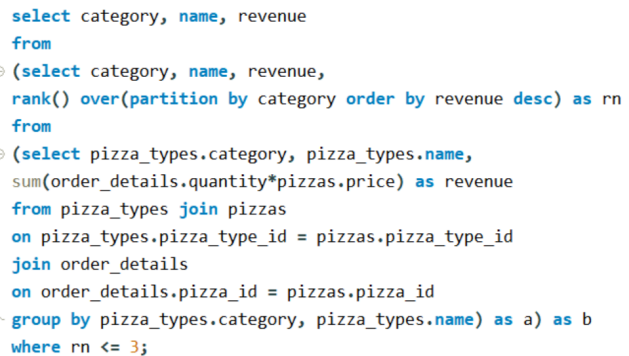 select category, name, revenue
from
(select category, name, revenue,
rank() over(partition by category order by revenue desc) as rn
from
(select pizza_types.category, pizza_types.name,
sum(order_details.quantity*pizzas.price) as revenue
from pizza_types join pizzas
on pizza_types.pizza_type_id = pizzas.pizza_type_id
join order_details
on order_details.pizza_id = pizzas.pizza_id
group by pizza_types.category, pizza_types.name) as a) as b
where rn <= 3;